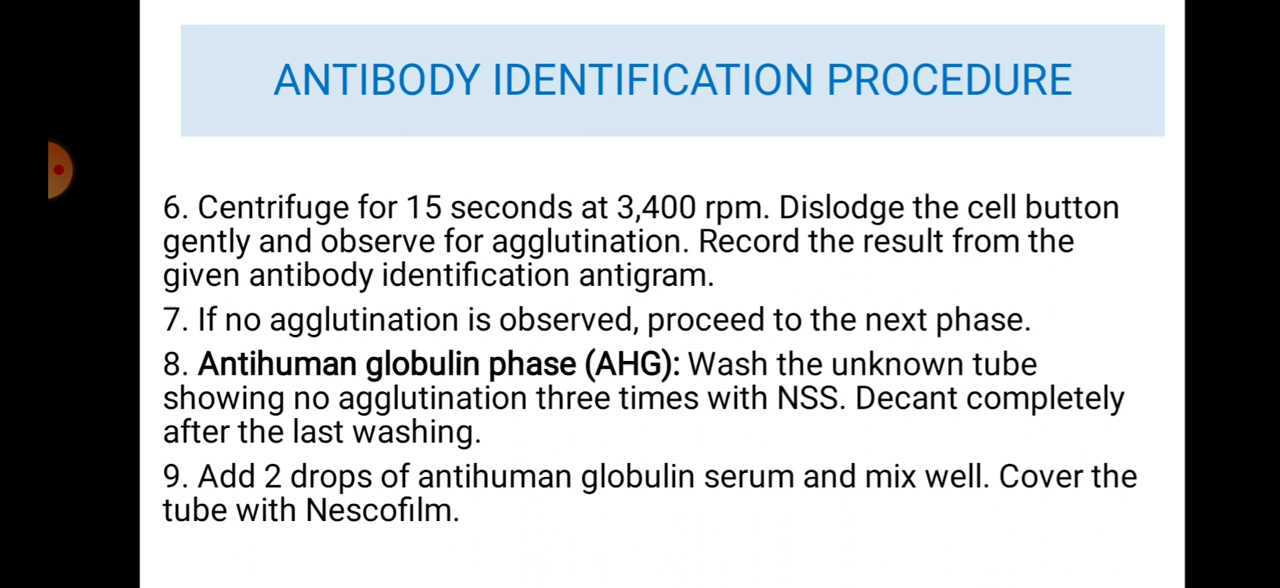 ANTIBODY IDENTIFICATION PROCEDURE
6. Centrifuge for 15 seconds at 3,400 rpm. Dislodge the cell button
gently and observe for agglutination. Record the result from the
given antibody identification antigram.
7. If no agglutination is observed, proceed to the next phase.
8. Antihuman globulin phase (AHG): Wash the unknown tube
showing no agglutination three times with NSS. Decant completely
after the last washing.
9. Add 2 drops of antihuman globulin serum and mix well. Cover the
tube with Nescofilm.